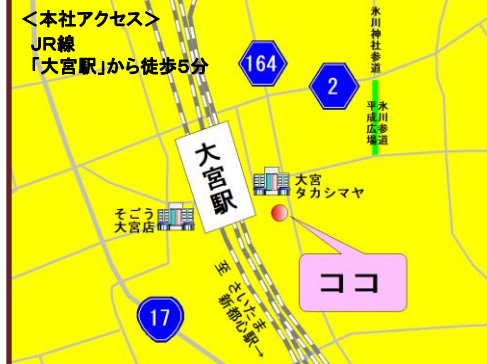 ＜本社アクセス＞
ＪＲ線
「大宮駅」から徒歩５分
164
2
氷川神社参道
氷川参道
平成広場
大宮駅
大宮
タカシマヤ
そごう
大宮店
ココ
至 さいたま
新都心駅→
17